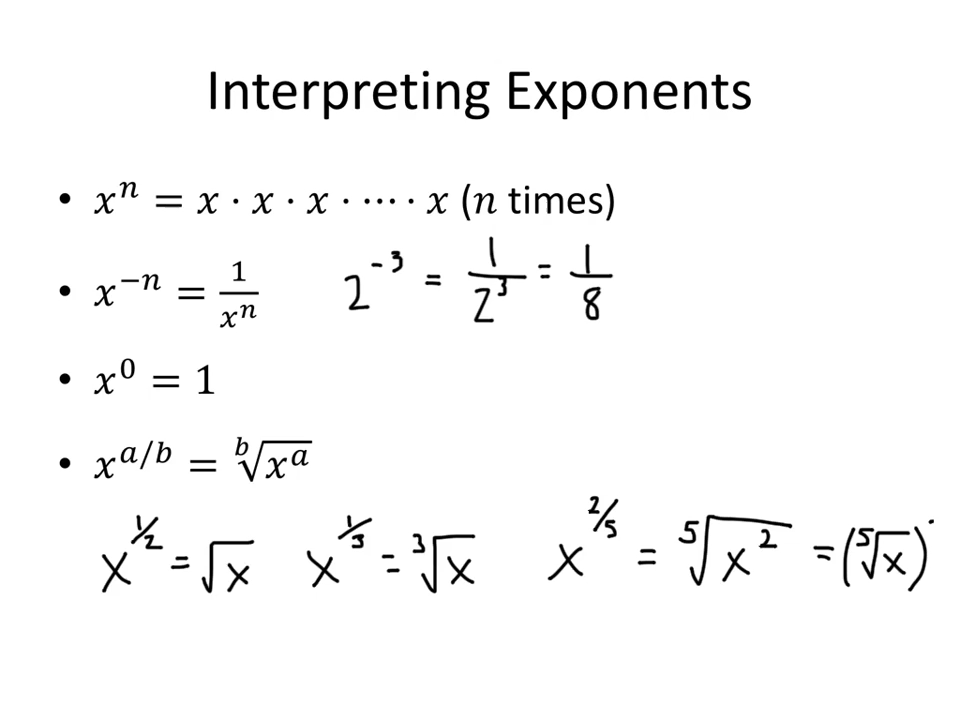 Interpreting Exponents
• xⁿ = x · x · x · ⋯ · x (n times)
• x⁻ⁿ = 1/xⁿ 2⁻³ = 1/2³ = 1/8
• x⁰ = 1
• x^(a/b) = ᵇ√(xᵃ)
x^(1/2) = √x x^(1/3) = ³√x x^(2/5) = ⁵√(x²) = (⁵√x)